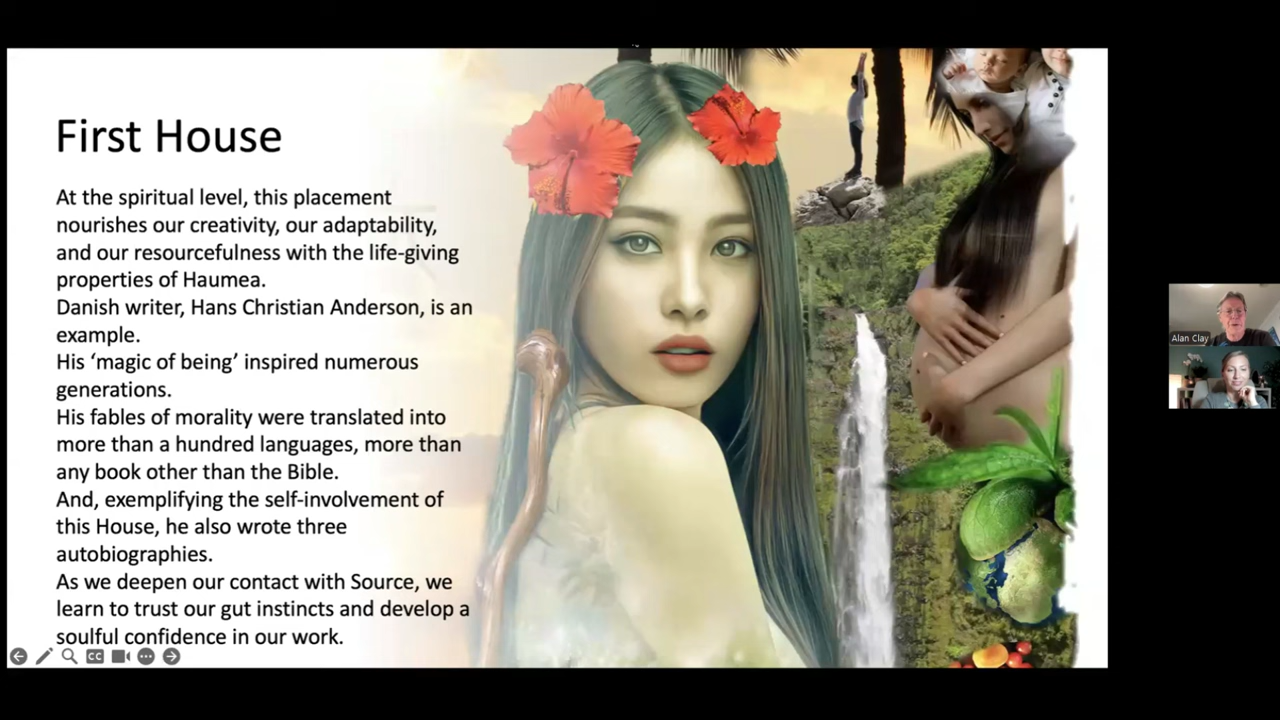 First House
At the spiritual level, this placement
nourishes our creativity, our adaptability,
and our resourcefulness with the life-giving
properties of Haumea.
Danish writer, Hans Christian Anderson, is an
example.
His ‘magic of being’ inspired numerous
generations.
His fables of morality were translated into
more than a hundred languages, more than
any book other than the Bible.
And, exemplifying the self-involvement of
this House, he also wrote three
autobiographies.
As we deepen our contact with Source, we
learn to trust our gut instincts and develop a
soulful confidence in our work.
CC
Alan Clay